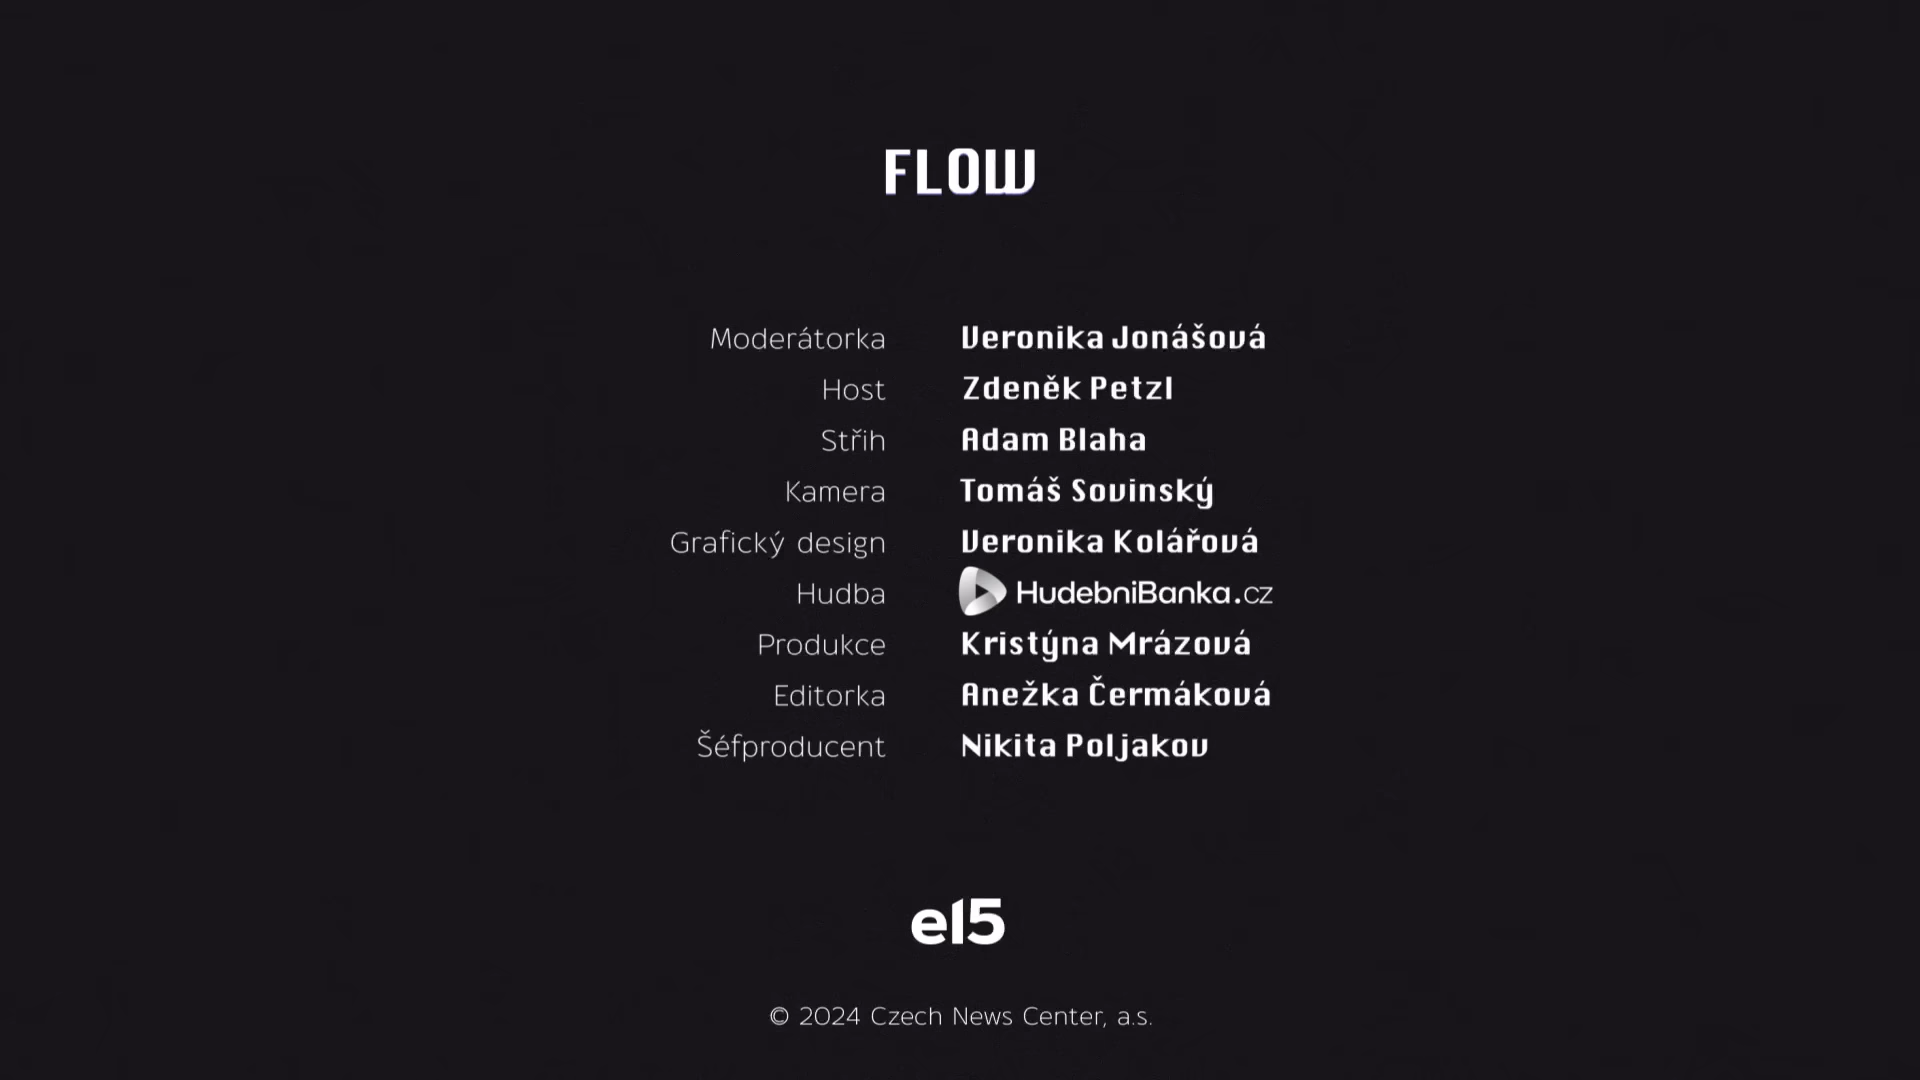 FLOW
Moderátorka Veronika Jonášová
Host Zdeněk Petzl
Střih Adam Blaha
Kamera Tomáš Sovinský
Grafický design Veronika Kolářová
Hudba HudebniBanka.cz
Produkce Kristýna Mrázová
Editorka Anežka Čermáková
Šéfproducent Nikita Poljakov
e15
© 2024 Czech News Center, a.s.